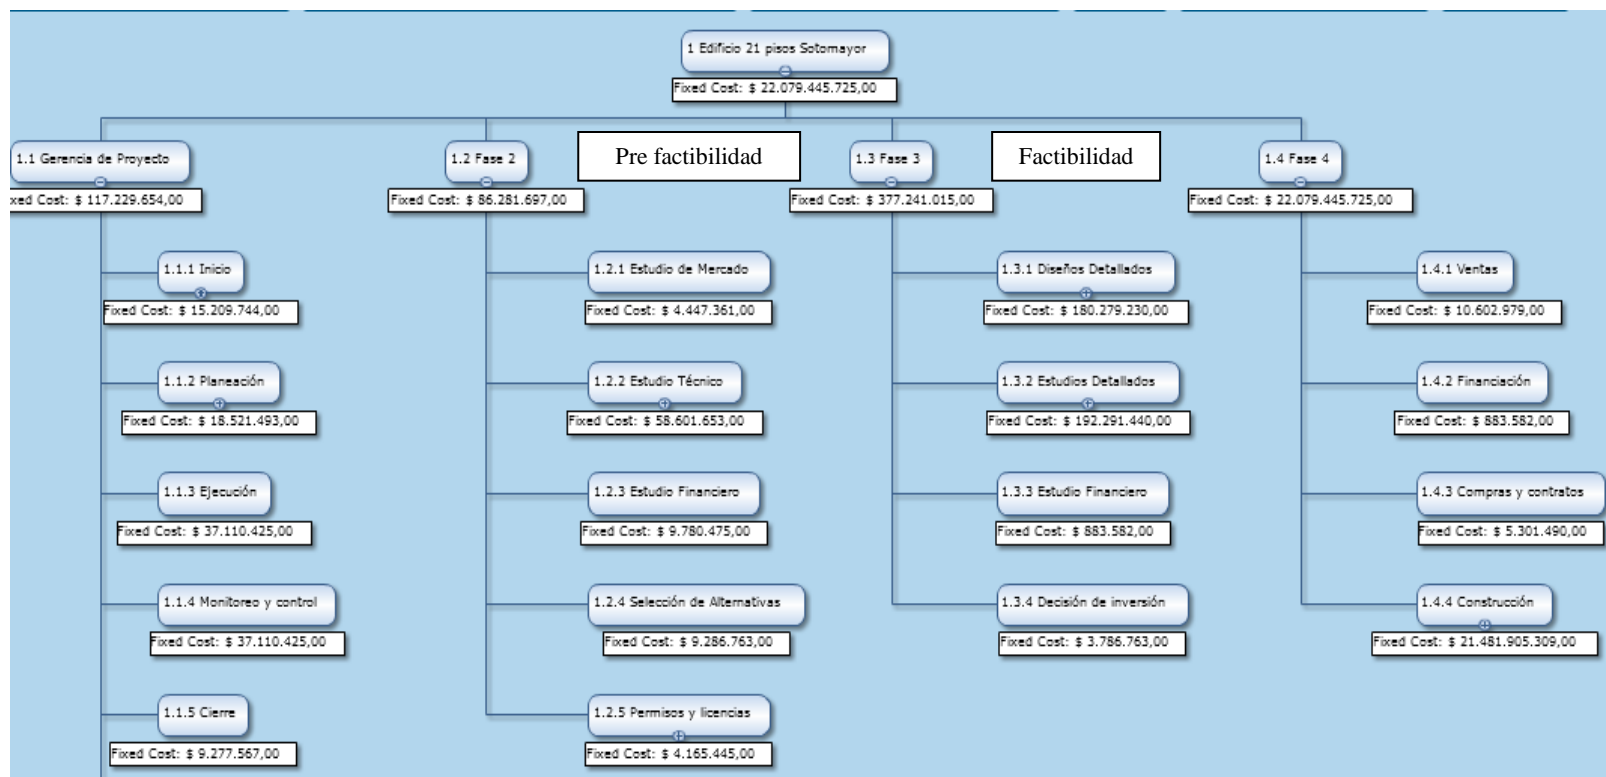 1 Edificio 21 pisos Sotomayor
Fixed Cost: $ 22.079.445.725,00
1.1 Gerencia de Proyecto
xed Cost: $ 117.229.654,00
1.2 Fase 2
Fixed Cost: $ 86.281.697,00
Pre factibilidad
1.3 Fase 3
Fixed Cost: $ 377.241.015,00
Factibilidad
1.4 Fase 4
Fixed Cost: $ 22.079.445.725,00
1.1.1 Inicio
Fixed Cost: $ 15.209.744,00
1.1.2 Planeación
Fixed Cost: $ 18.521.493,00
1.1.3 Ejecución
Fixed Cost: $ 37.110.425,00
1.1.4 Monitoreo y control
Fixed Cost: $ 37.110.425,00
1.1.5 Cierre
Fixed Cost: $ 9.277.567,00
1.2.1 Estudio de Mercado
Fixed Cost: $ 4.447.361,00
1.2.2 Estudio Técnico
Fixed Cost: $ 58.601.653,00
1.2.3 Estudio Financiero
Fixed Cost: $ 9.780.475,00
1.2.4 Selección de Alternativas
Fixed Cost: $ 9.286.763,00
1.2.5 Permisos y licencias
Fixed Cost: $ 4.165.445,00
1.3.1 Diseños Detallados
Fixed Cost: $ 180.279.230,00
1.3.2 Estudios Detallados
Fixed Cost: $ 192.291.440,00
1.3.3 Estudio Financiero
Fixed Cost: $ 883.582,00
1.3.4 Decisión de inversión
Fixed Cost: $ 3.786.763,00
1.4.1 Ventas
Fixed Cost: $ 10.602.979,00
1.4.2 Financiación
Fixed Cost: $ 883.582,00
1.4.3 Compras y contratos
Fixed Cost: $ 5.301.490,00
1.4.4 Construcción
Fixed Cost: $ 21.481.905.309,00